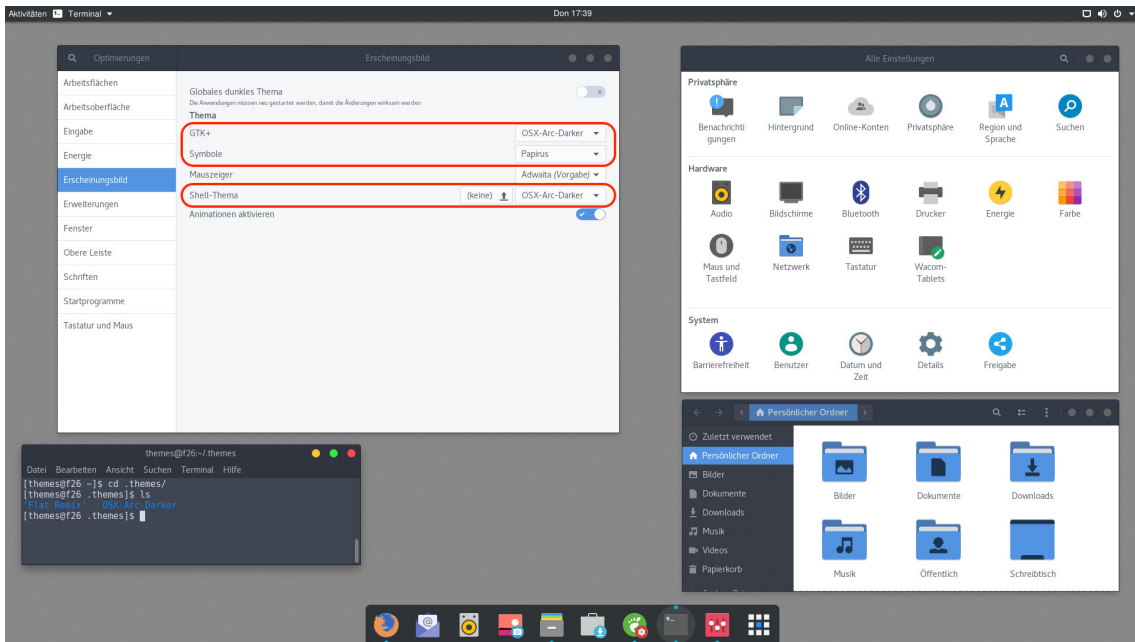 Aktivitäten Terminal
Don 17:39
Optimierungen
Erscheinungsbild
Arbeitsflächen
Arbeitsoberfläche
Eingabe
Energie
Erscheinungsbild
Erweiterungen
Fenster
Obere Leiste
Schriften
Startprogramme
Tastatur und Maus
Globales dunkles Thema
Die Anwendungen müssen neu gestartet werden, damit die Änderungen wirksam werden
Thema
GTK+ OSX-Arc-Darker
Symbole Papirus
Mauszeiger Adwaita (Vorgabe)
Shell-Thema (keine) OSX-Arc-Darker
Animationen aktivieren
Alle Einstellungen
Privatsphäre
Benachrichti
gungen
Hintergrund
Online-Konten
Privatsphäre
A
Region und
Sprache
Suchen
Hardware
Audio
Bildschirme
Bluetooth
Drucker
Energie
Farbe
Maus und
Tastfeld
Netzwerk
Tastatur
Wacom-
Tablets
System
Barrierefreiheit
Benutzer
Datum und
Zeit
Details
Freigabe
themes@f26:~/.themes
Datei Bearbeiten Ansicht Suchen Terminal Hilfe
[themes@f26 ~]$ cd .themes/
[themes@f26 .themes]$ ls
'Flat Remix' OSX-Arc-Darker
[themes@f26 .themes]$
Persönlicher Ordner
Zuletzt verwendet
Persönlicher Ordner
Bilder
Dokumente
Downloads
Musik
Videos
Papierkorb
Bilder
Dokumente
Downloads
Musik
Öffentlich
Schreibtisch